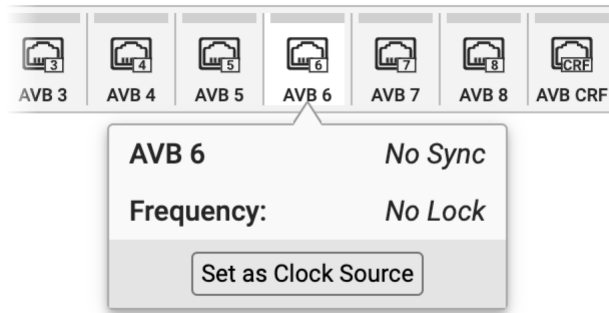 3 4 5 6 7 8 CRF
AVB 3 AVB 4 AVB 5 AVB 6 AVB 7 AVB 8 AVB CRF
AVB 6 No Sync
Frequency: No Lock
Set as Clock Source